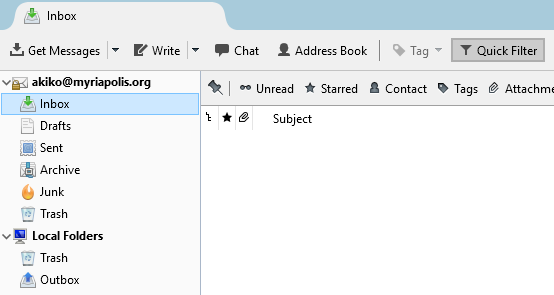 Inbox
Get Messages Write Chat Address Book Tag Quick Filter
akiko@myriapolis.org
Unread Starred Contact Tags Attachme
Inbox
Subject
Drafts
Sent
Archive
Junk
Trash
Local Folders
Trash
Outbox